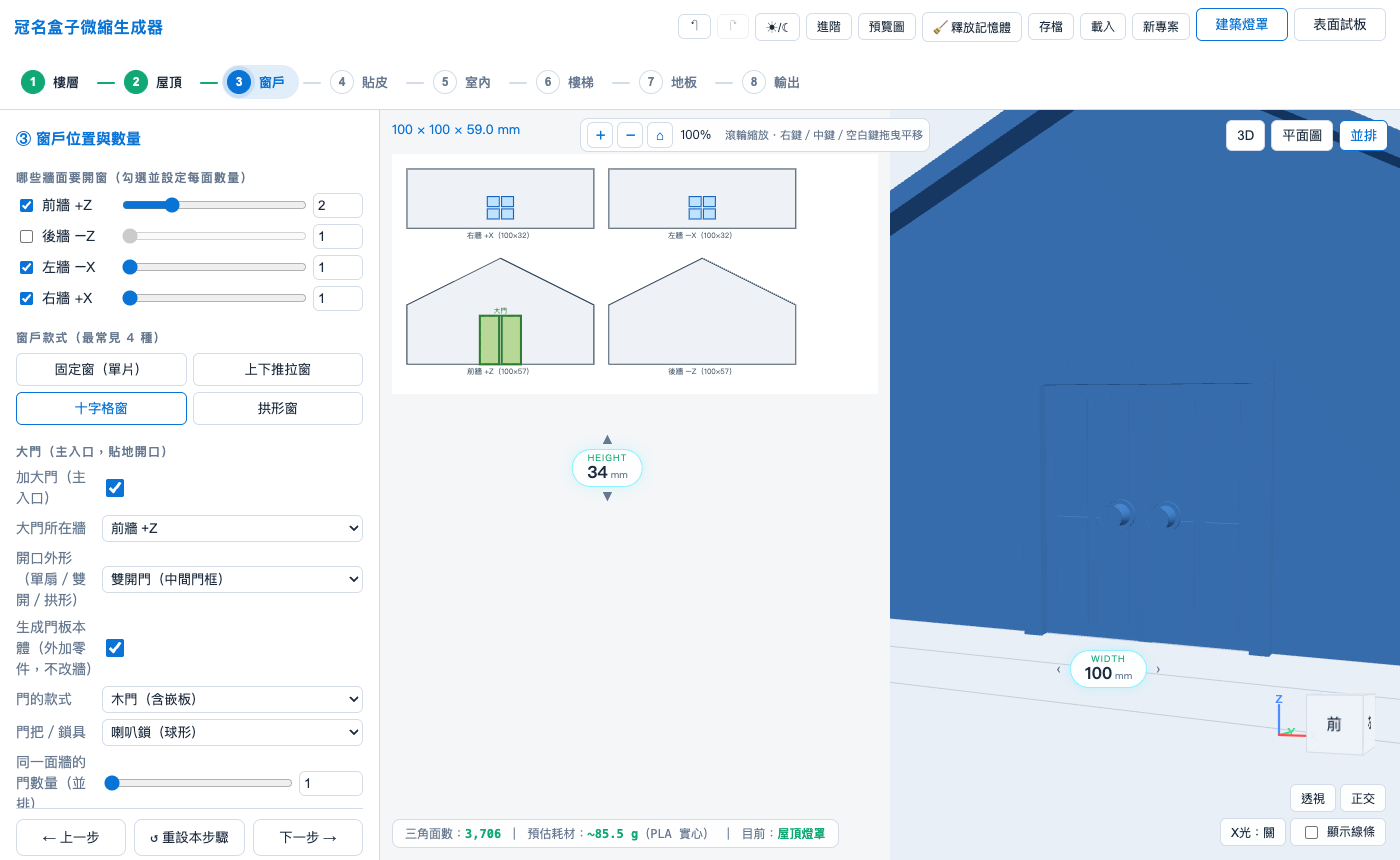 冠名盒子微縮生成器
☀/☾ 進階 預覽圖 🧹 釋放記憶體 存檔 載入 新專案 建築燈罩 表面試板
1 樓層 2 屋頂 3 窗戶 4 貼皮 5 室內 6 樓梯 7 地板 8 輸出
③ 窗戶位置與數量
哪些牆面要開窗（勾選並設定每面數量）
前牆 +Z 2
後牆 −Z 1
左牆 −X 1
右牆 +X 1
窗戶款式（最常見 4 種）
固定窗（單片） 上下推拉窗
十字格窗 拱形窗
大門（主入口，貼地開口）
加大門（主
入口）
大門所在牆 前牆 +Z
開口外形
（單扇 / 雙
開 / 拱形） 雙開門（中間門框）
生成門板本
體（外加零
件，不改牆）
門的款式 木門（含嵌板）
門把 / 鎖具 喇叭鎖（球形）
同一面牆的
門數量（並
排） 1
← 上一步 ↺ 重設本步驟 下一步 →
100 × 100 × 59.0 mm
+ − ⌂ 100% 滾輪縮放 · 右鍵 / 中鍵 / 空白鍵拖曳平移
右牆 +X（100×32） 左牆 −X（100×32）
大門
前牆 +Z（100×57） 後牆 −Z（100×57）
▲
HEIGHT
34 mm
▼
3D 平面圖 並排
WIDTH
‹ 100 mm ›
Z
Y
前
透視 正交
X光：關 顯示線條
三角面數：3,706 | 預估耗材：~85.5 g（PLA 實心） | 目前：屋頂燈罩